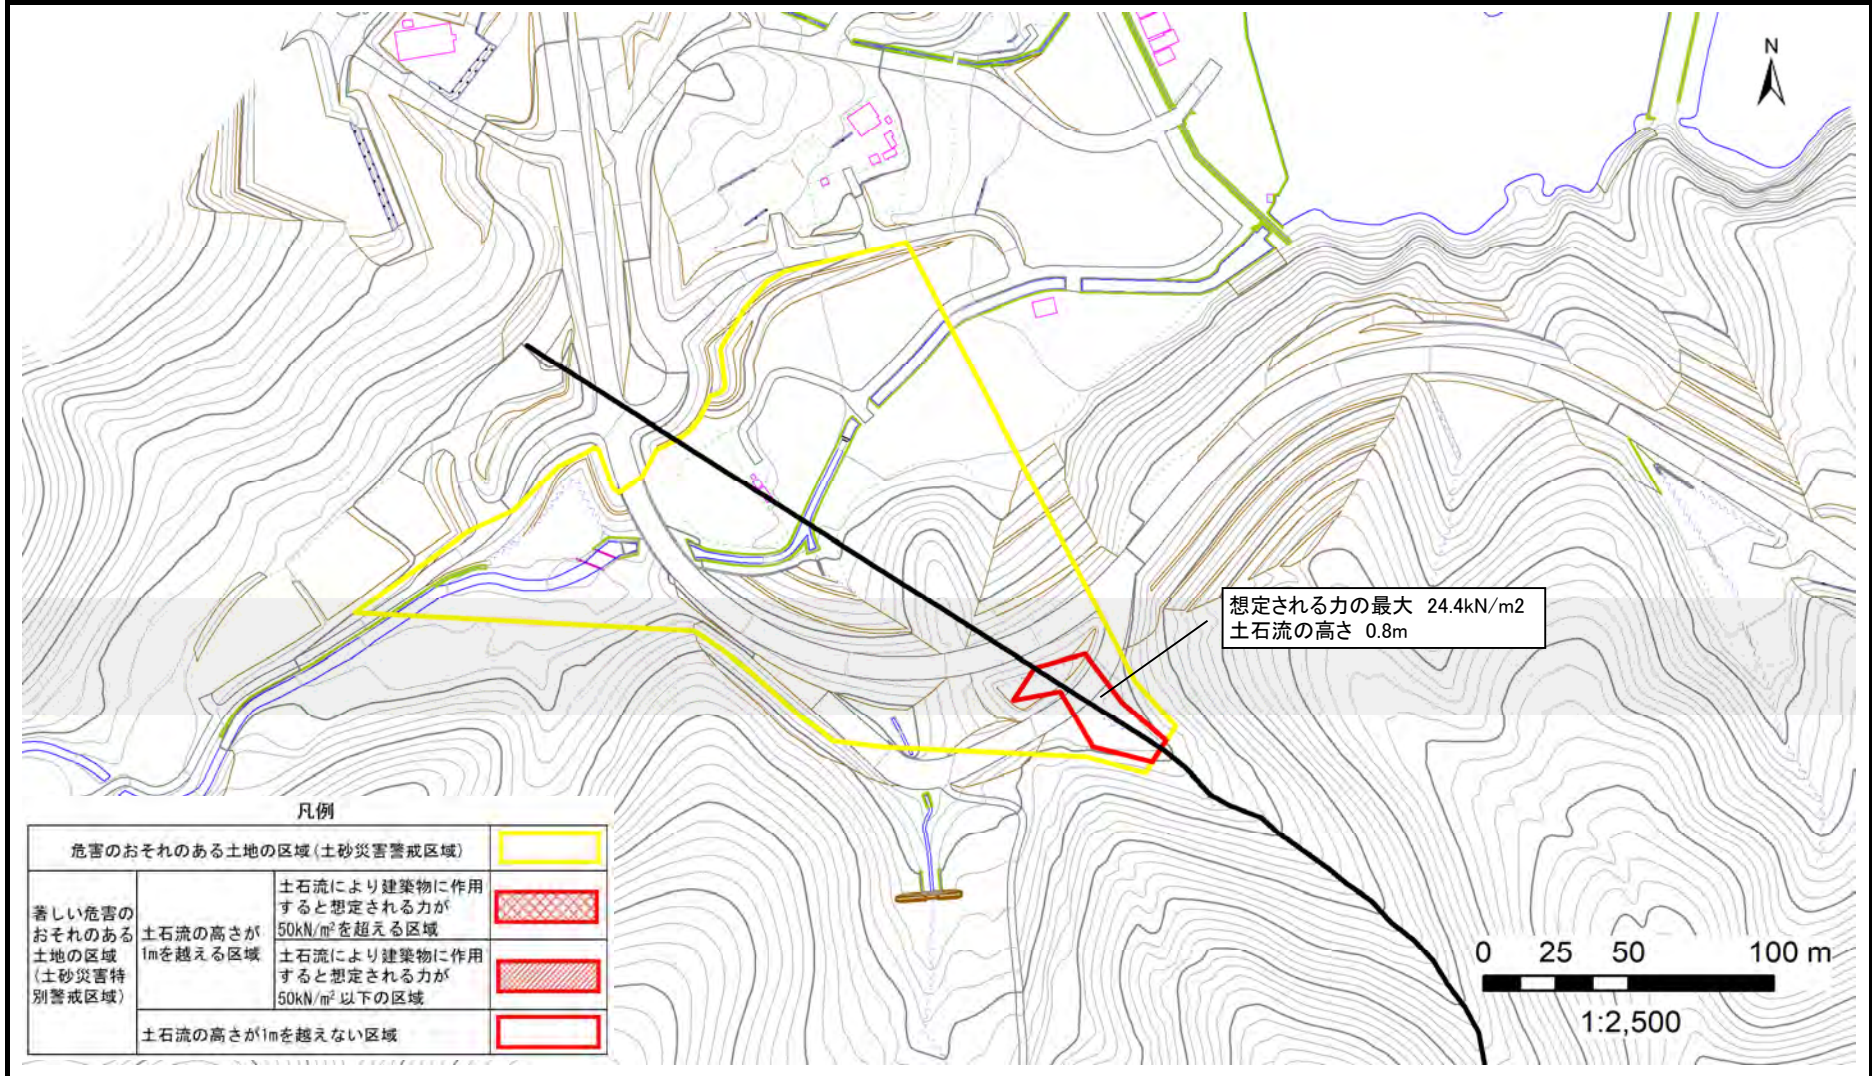 N
想定される力の最大 24.4kN/m2
土石流の高さ 0.8m
凡例
危害のおそれのある土地の区域(土砂災害警戒区域)
著しい危害の
おそれのある
土地の区域
(土砂災害特
別警戒区域)
土石流の高さが
1mを越える区域
土石流により建築物に作用
すると想定される力が
50kN/m²を超える区域
土石流により建築物に作用
すると想定される力が
50kN/m²以下の区域
土石流の高さが1mを越えない区域
0 25 50 100 m
1:2,500